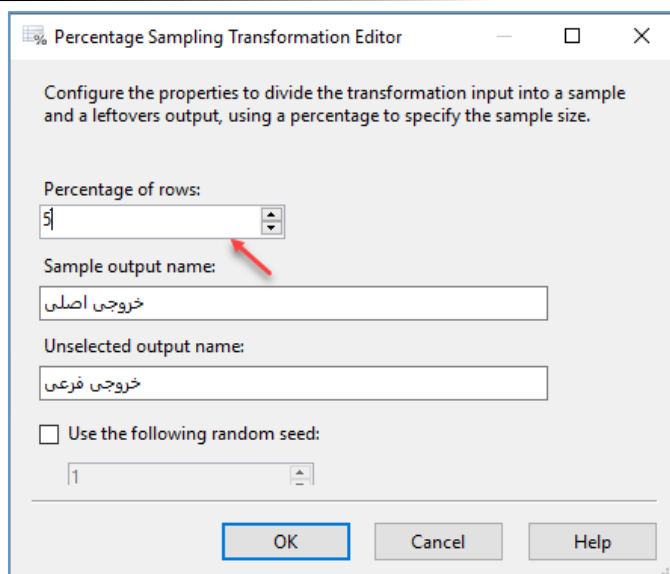 Percentage Sampling Transformation Editor
Configure the properties to divide the transformation input into a sample
and a leftovers output, using a percentage to specify the sample size.
Percentage of rows:
5
Sample output name:
خروجی اصلی
Unselected output name:
خروجی فرعی
Use the following random seed:
1
OK Cancel Help